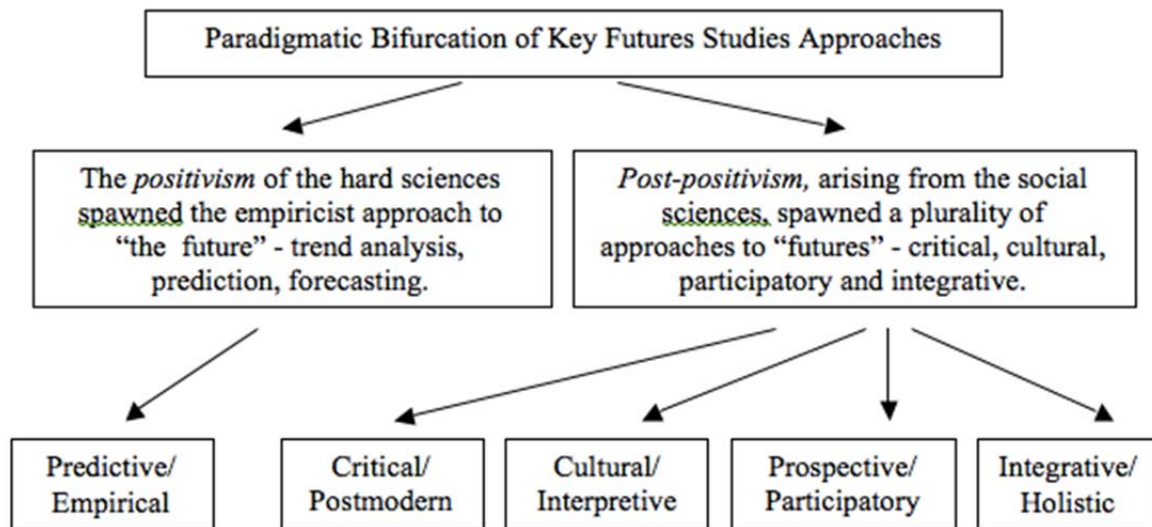 Paradigmatic Bifurcation of Key Futures Studies Approaches
The positivism of the hard sciences
spawned the empiricist approach to
“the future” - trend analysis,
prediction, forecasting.
Post-positivism, arising from the social
sciences, spawned a plurality of
approaches to “futures” - critical, cultural,
participatory and integrative.
Predictive/
Empirical
Critical/
Postmodern
Cultural/
Interpretive
Prospective/
Participatory
Integrative/
Holistic